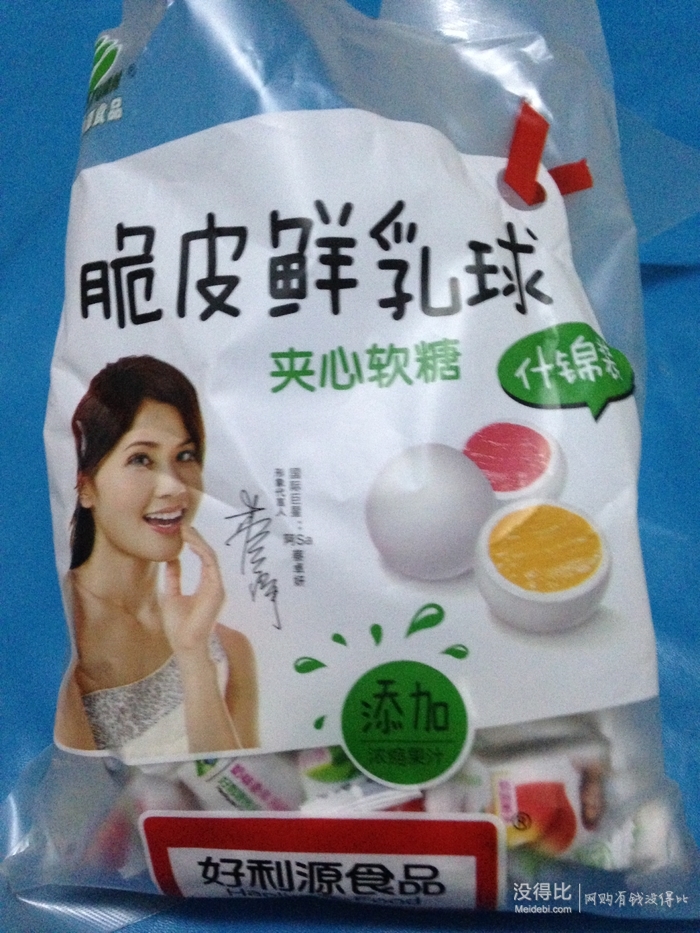 脆皮鲜乳球
夹心软糖
什锦装
国际巨星：阿Sa 蔡卓妍
形象代言人
添加
浓缩果汁
好利源食品
没得比
Meidebi.com
网购有钱没得比